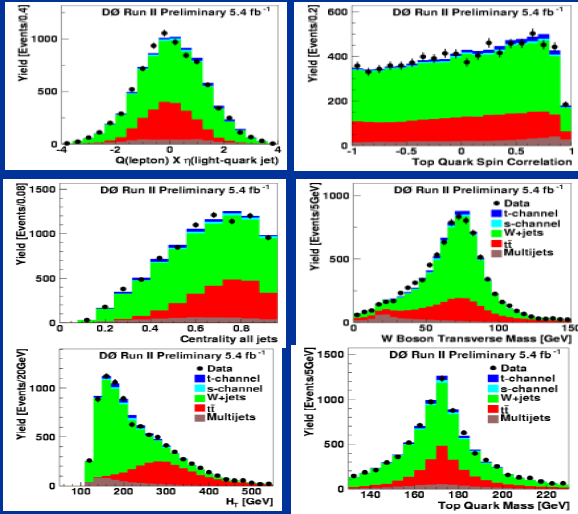 DØ Run II Preliminary 5.4 fb⁻¹
Yield [Events/0.4]
1000
500
0
-4 -2 0 2 4
Q(lepton) X η(light-quark jet)
DØ Run II Preliminary 5.4 fb⁻¹
Yield [Events/0.2]
600
400
200
0
-1 -0.5 0 0.5 1
Top Quark Spin Correlation
DØ Run II Preliminary 5.4 fb⁻¹
Yield [Events/0.08]
1500
1000
500
0
0 0.2 0.4 0.6 0.8
Centrality all jets
DØ Run II Preliminary 5.4 fb⁻¹
Yield [Events/5GeV]
1000
500
0
Data
t-channel
s-channel
W+jets
tt̄
Multijets
0 50 100 150
W Boson Transverse Mass [GeV]
DØ Run II Preliminary 5.4 fb⁻¹
Yield [Events/20GeV]
1000
500
0
Data
t-channel
s-channel
W+jets
tt̄
Multijets
100 200 300 400 500
H_T [GeV]
DØ Run II Preliminary 5.4 fb⁻¹
Yield [Events/5GeV]
1500
1000
500
0
Data
t-channel
s-channel
W+jets
tt̄
Multijets
140 160 180 200 220
Top Quark Mass [GeV]